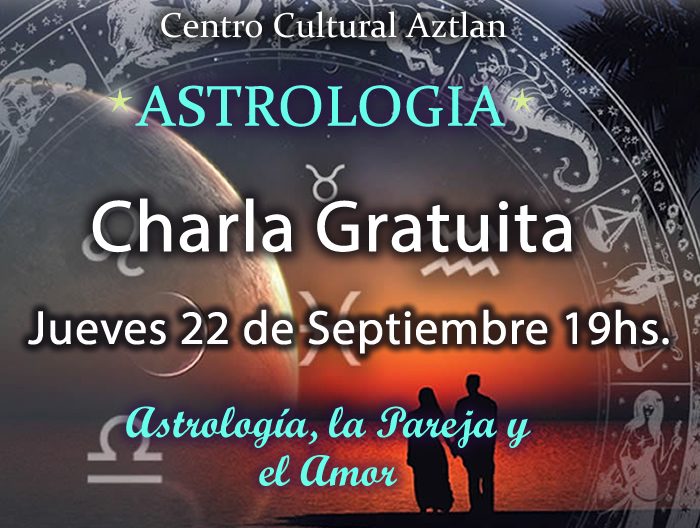 Centro Cultural Aztlan
ASTROLOGIA
Charla Gratuita
Jueves 22 de Septiembre 19hs.
Astrología, la Pareja y
el Amor